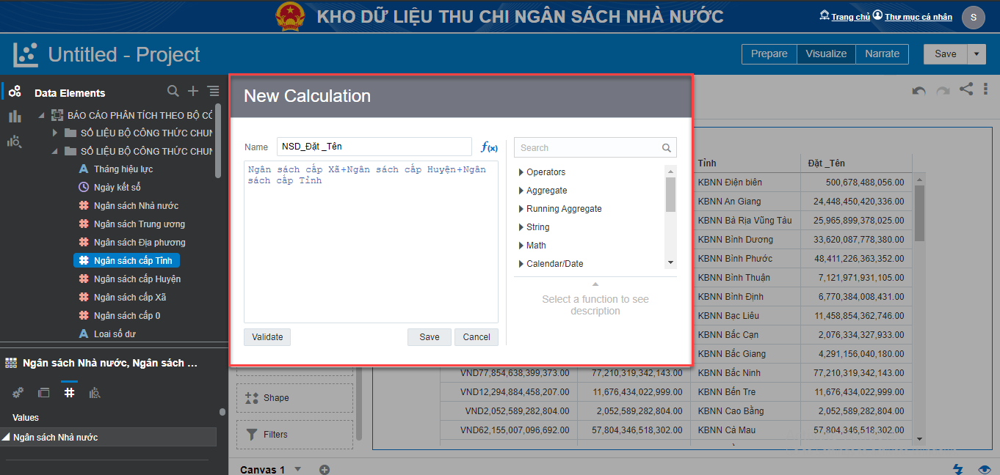 KHO DỮ LIỆU THU CHI NGÂN SÁCH NHÀ NƯỚC
Trang chủ Thư mục cá nhân S
Untitled - Project
Prepare Visualize Narrate Save
Data Elements
BÁO CÁO PHÂN TÍCH THEO BỘ CÔ
SỐ LIỆU BỘ CÔNG THỨC CHUN
SỐ LIỆU BỘ CÔNG THỨC CHUN
A Tháng hiệu lực
Ngày kết số
Ngân sách Nhà nước
Ngân sách Trung ương
Ngân sách Địa phương
Ngân sách cấp Tỉnh
Ngân sách cấp Huyện
Ngân sách cấp Xã
Ngân sách cấp 0
A Loai số dư
Ngân sách Nhà nước, Ngân sách ...
Values
Ngân sách Nhà nước
New Calculation
Name NSD_Đặt _Tên f(x)
Ngân sách cấp Xã+Ngân sách cấp Huyện+Ngân
sách cấp Tỉnh
Validate Save Cancel
Search
Operators
Aggregate
Running Aggregate
String
Math
Calendar/Date
Select a function to see
description
Shape
Filters
Tỉnh Đặt _Tên
KBNN Điện biên 500,678,488,056.00
KBNN An Giang 24,448,450,420,336.00
KBNN Bà Rịa Vũng Tàu 25,965,899,378,025.00
KBNN Bình Dương 33,620,087,778,380.00
KBNN Bình Phước 48,411,226,363,352.00
KBNN Bình Thuận 7,121,971,931,105.00
KBNN Bình Định 6,770,384,008,431.00
KBNN Bạc Liêu 11,458,854,362,746.00
KBNN Bắc Cạn 2,076,334,327,933.00
KBNN Bắc Giang 4,291,156,040,180.00
VND77,854,638,399,373.00 77,210,319,342,143.00 KBNN Bắc Ninh 77,210,319,342,143.00
VND12,294,884,458,207.00 11,676,434,022,999.00 KBNN Bến Tre 11,676,434,022,999.00
VND2,052,589,282,804.00 2,052,589,282,804.00 KBNN Cao Bằng 2,052,589,282,804.00
VND62,155,007,096,692.00 57,804,346,518,302.00 KBNN Cà Mau 57,804,346,518,302.00
Canvas 1